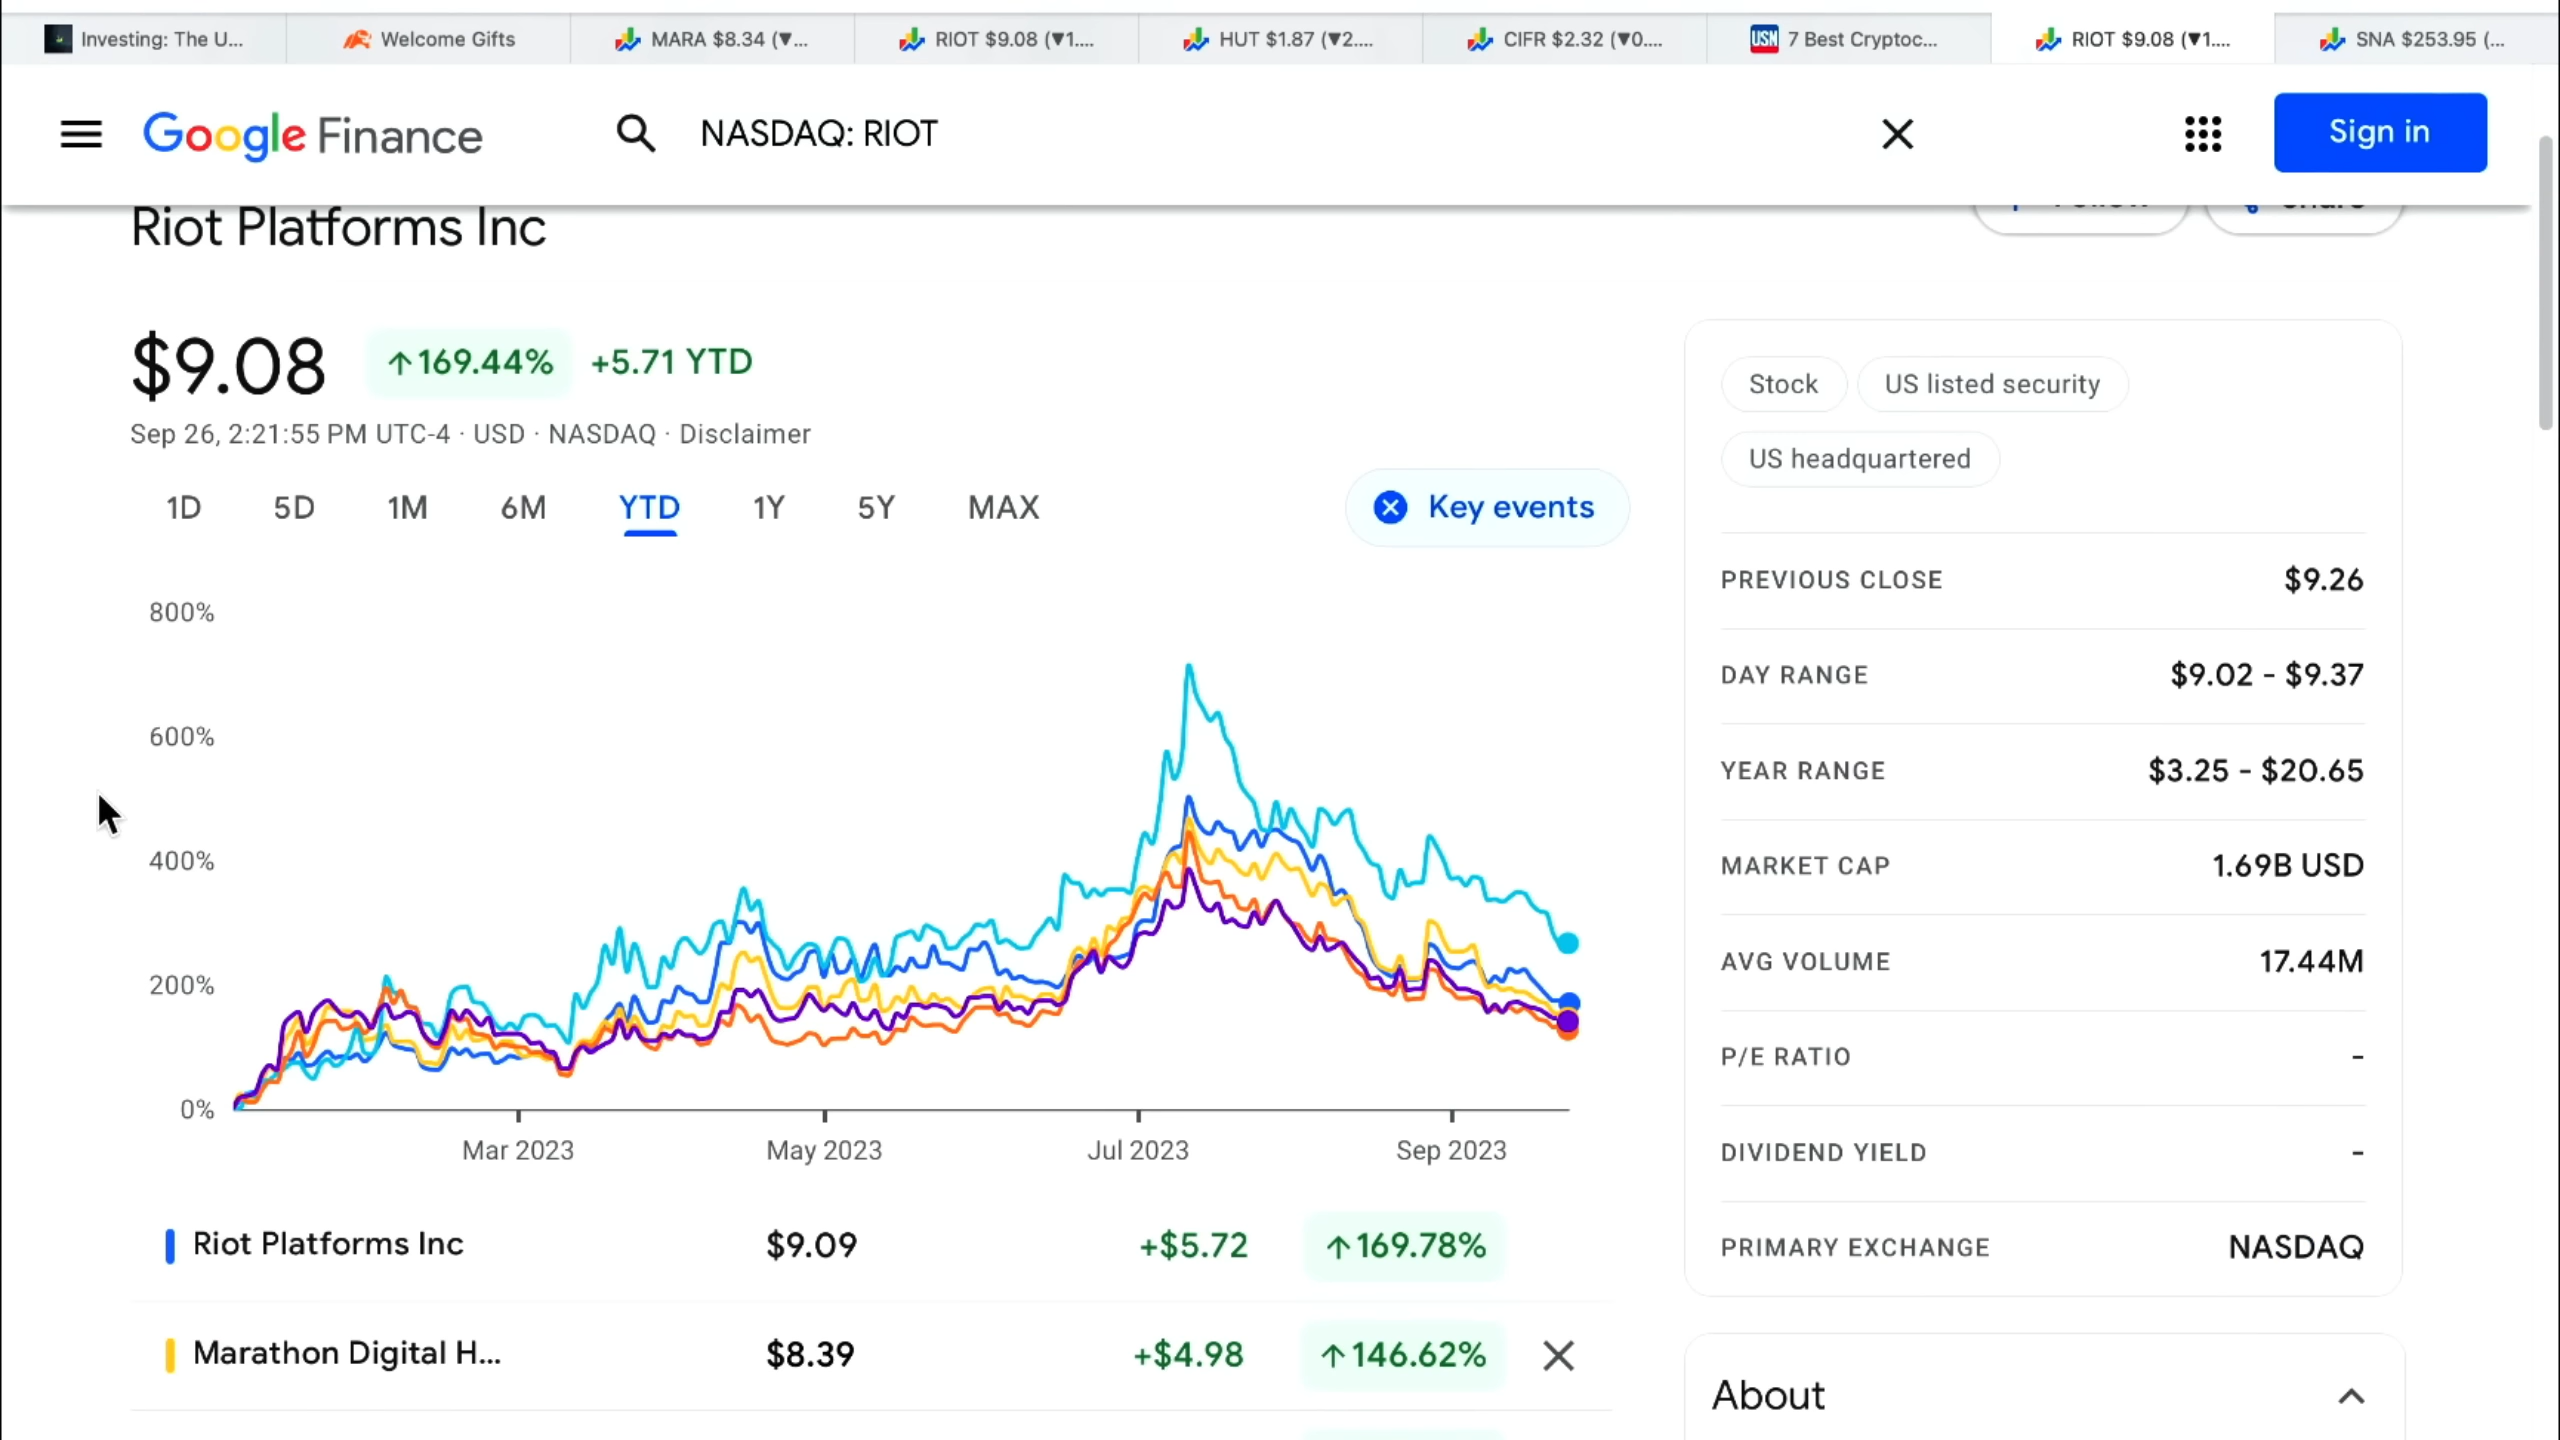 Investing: The U...
Welcome Gifts
MARA $8.34 (▼...
RIOT $9.08 (▼1....
HUT $1.87 (▼2....
CIFR $2.32 (▼0....
USN
7 Best Cryptoc...
RIOT $9.08 (▼1....
SNA $253.95 (...
Google Finance
NASDAQ: RIOT
Sign in
Riot Platforms Inc
$9.08 ↑169.44% +5.71 YTD
Sep 26, 2:21:55 PM UTC-4 · USD · NASDAQ · Disclaimer
1D 5D 1M 6M YTD 1Y 5Y MAX
Key events
800%
600%
400%
200%
0%
Mar 2023 May 2023 Jul 2023 Sep 2023
Riot Platforms Inc $9.09 +$5.72 ↑169.78%
Marathon Digital H... $8.39 +$4.98 ↑146.62%
Stock
US listed security
US headquartered
PREVIOUS CLOSE $9.26
DAY RANGE $9.02 - $9.37
YEAR RANGE $3.25 - $20.65
MARKET CAP 1.69B USD
AVG VOLUME 17.44M
P/E RATIO -
DIVIDEND YIELD -
PRIMARY EXCHANGE NASDAQ
About